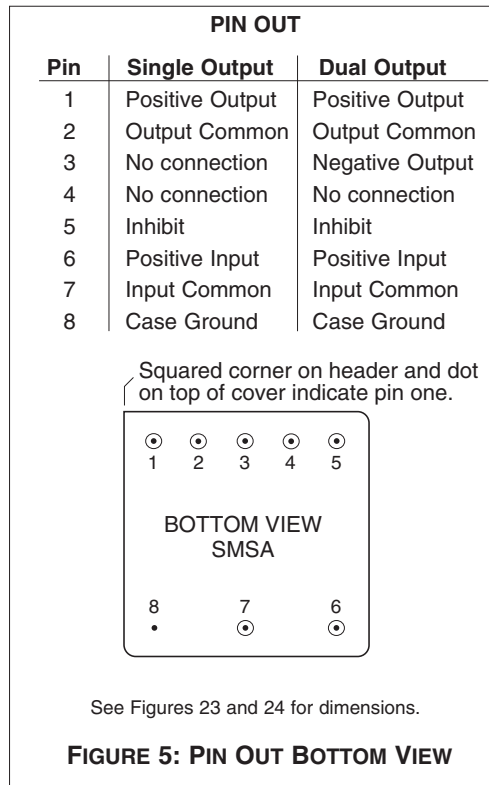 PIN OUT
Pin Single Output Dual Output
1 Positive Output Positive Output
2 Output Common Output Common
3 No connection Negative Output
4 No connection No connection
5 Inhibit Inhibit
6 Positive Input Positive Input
7 Input Common Input Common
8 Case Ground Case Ground
Squared corner on header and dot
on top of cover indicate pin one.
1 2 3 4 5
BOTTOM VIEW
SMSA
8 7 6
See Figures 23 and 24 for dimensions.
FIGURE 5: PIN OUT BOTTOM VIEW